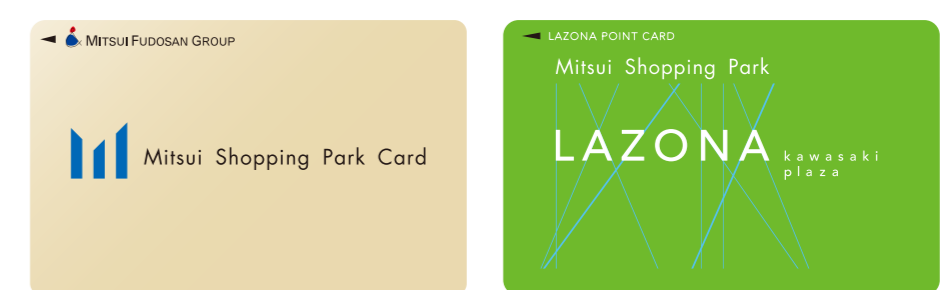 MITSUI FUDOSAN GROUP
Mitsui Shopping Park Card
LAZONA POINT CARD
Mitsui Shopping Park
LAZONA
kawasaki
plaza